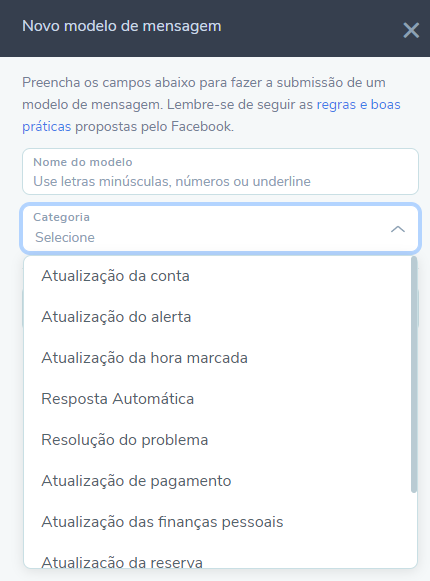 Novo modelo de mensagem
Preencha os campos abaixo para fazer a submissão de um
modelo de mensagem. Lembre-se de seguir as regras e boas
práticas propostas pelo Facebook.
Nome do modelo
Use letras minúsculas, números ou underline
Categoria
Selecione
Atualização da conta
Atualização do alerta
Atualização da hora marcada
Resposta Automática
Resolução do problema
Atualização de pagamento
Atualização das finanças pessoais
Atualização da reserva